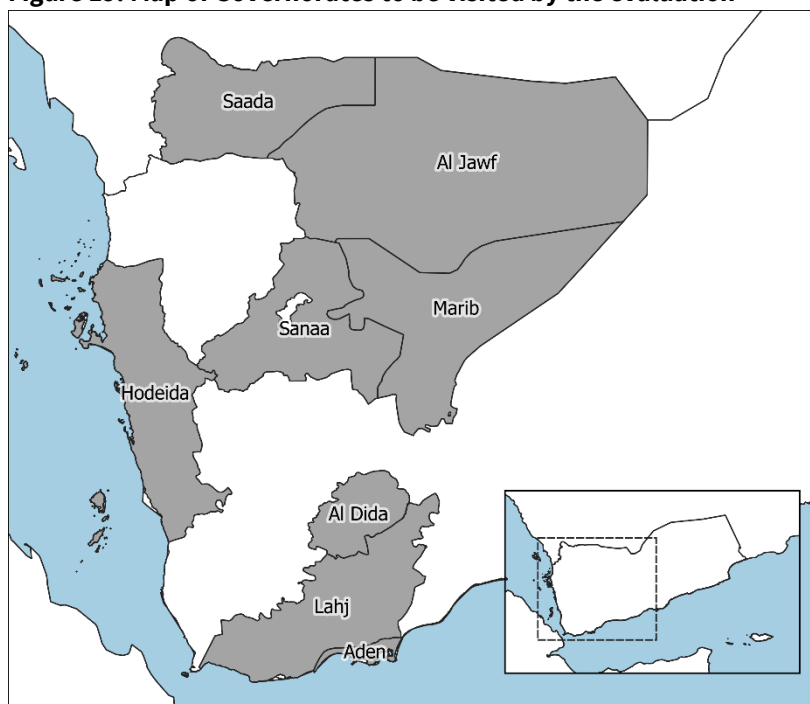 Figure Map of Governorates to be visited by the evaluation
Saada
Al Jawf
Marib
Sanaa
Hodeida
Al Dida
Lahj
Aden